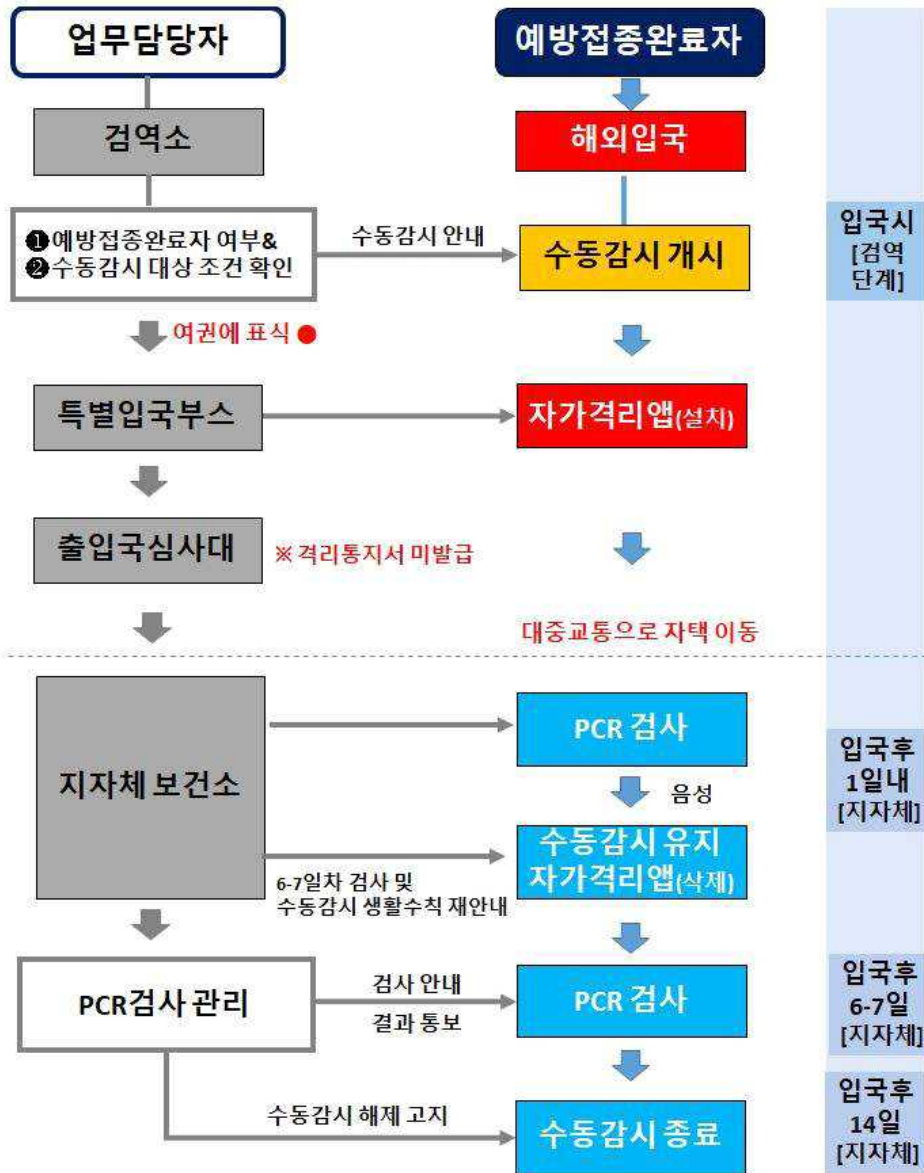 업무담당자
예방접종완료자
검역소
해외입국
❶예방접종완료자 여부&
❷수동감시 대상 조건 확인
수동감시 안내
수동감시 개시
입국시
[검역
단계]
여권에 표식 ●
특별입국부스
자가격리앱(설치)
출입국심사대
※ 격리통지서 미발급
대중교통으로 자택 이동
지자체 보건소
PCR 검사
음성
입국후
1일내
[지자체]
수동감시 유지
자가격리앱(삭제)
6-7일차 검사 및
수동감시 생활수칙 재안내
PCR검사 관리
검사 안내
결과 통보
PCR 검사
입국후
6-7일
[지자체]
수동감시 해제 고지
수동감시 종료
입국후
14일
[지자체]